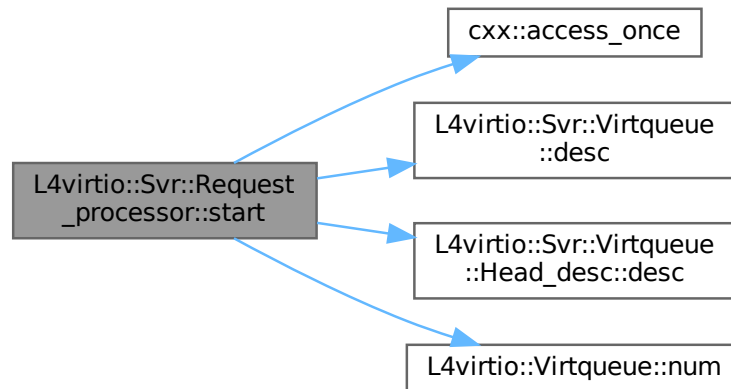 cxx::access_once
L4virtio::Svr::Virtqueue
::desc
L4virtio::Svr::Request
_processor::start
L4virtio::Svr::Virtqueue
::Head_desc::desc
L4virtio::Virtqueue::num